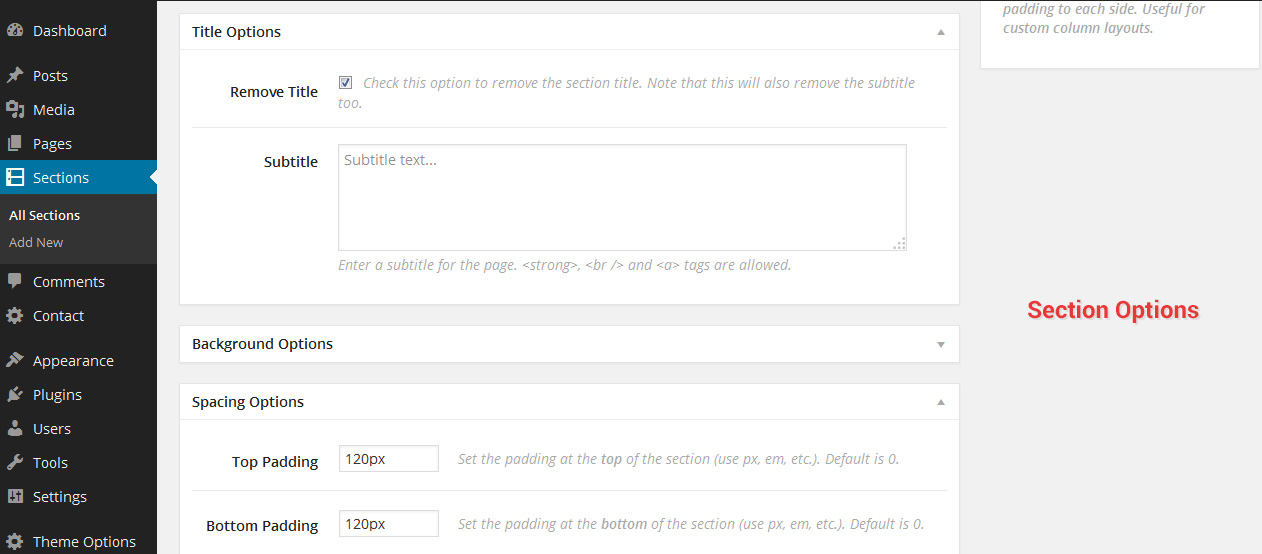 Dashboard
Posts
Media
Pages
Sections
All Sections
Add New
Comments
Contact
Appearance
Plugins
Users
Tools
Settings
Theme Options
Title Options
Remove Title
Check this option to remove the section title. Note that this will also remove the subtitle
too.
Subtitle
Subtitle text...
Enter a subtitle for the page. <strong>, <br /> and <a> tags are allowed.
Background Options
Spacing Options
Top Padding
120px
Set the padding at the top of the section (use px, em, etc.). Default is 0.
Bottom Padding
120px
Set the padding at the bottom of the section (use px, em, etc.). Default is 0.
padding to each side. Useful for
custom column layouts.
Section Options